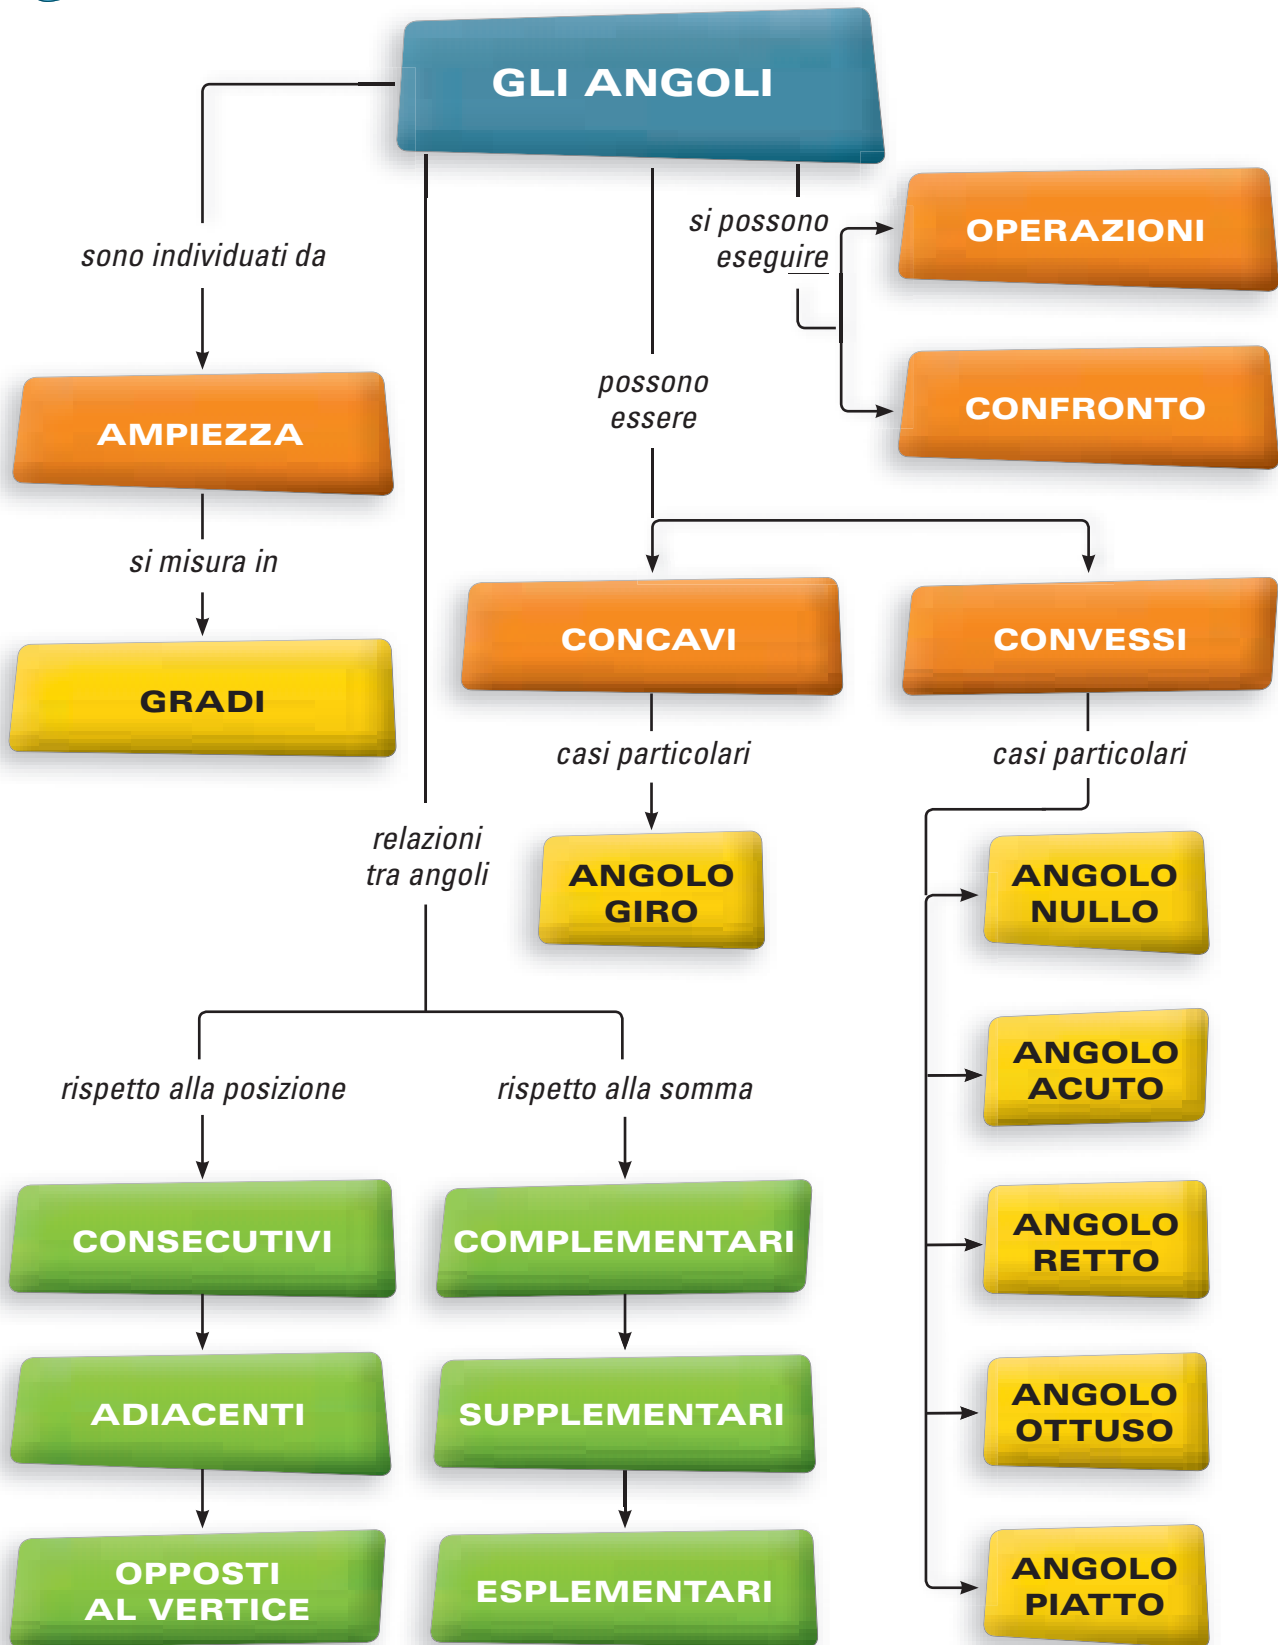 GLI ANGOLI
sono individuati da
AMPIEZZA
si misura in
GRADI
si possono
eseguire
OPERAZIONI
CONFRONTO
possono
essere
CONCAVI
casi particolari
ANGOLO
GIRO
CONVESSI
casi particolari
ANGOLO
NULLO
ANGOLO
ACUTO
ANGOLO
RETTO
ANGOLO
OTTUSO
ANGOLO
PIATTO
relazioni
tra angoli
rispetto alla posizione
CONSECUTIVI
ADIACENTI
OPPOSTI
AL VERTICE
rispetto alla somma
COMPLEMENTARI
SUPPLEMENTARI
ESPLEMENTARI